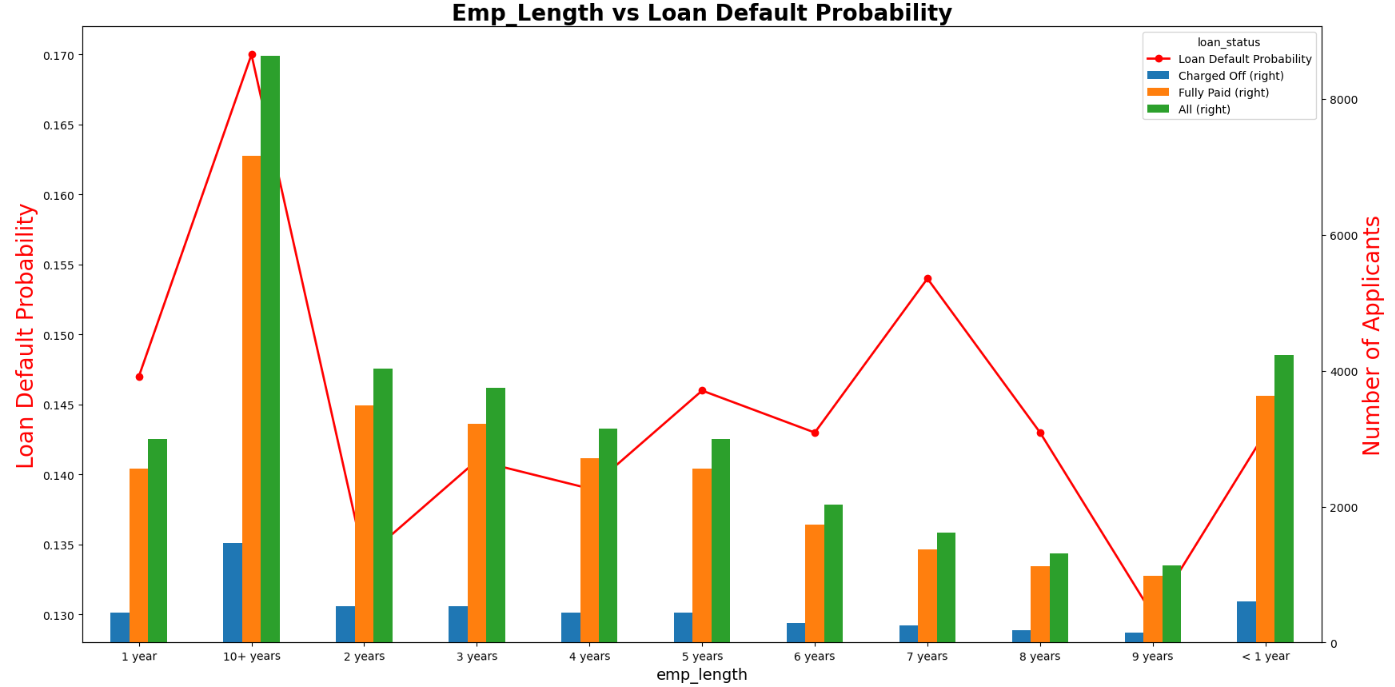 Emp_Length vs Loan Default Probability
loan_status
Loan Default Probability
Charged Off (right)
Fully Paid (right)
All (right)
Loan Default Probability
0.170
0.165
0.160
0.155
0.150
0.145
0.140
0.135
0.130
8000
6000
4000
2000
0
Number of Applicants
1 year
10+ years
2 years
3 years
4 years
5 years
6 years
7 years
8 years
9 years
< 1 year
emp_length